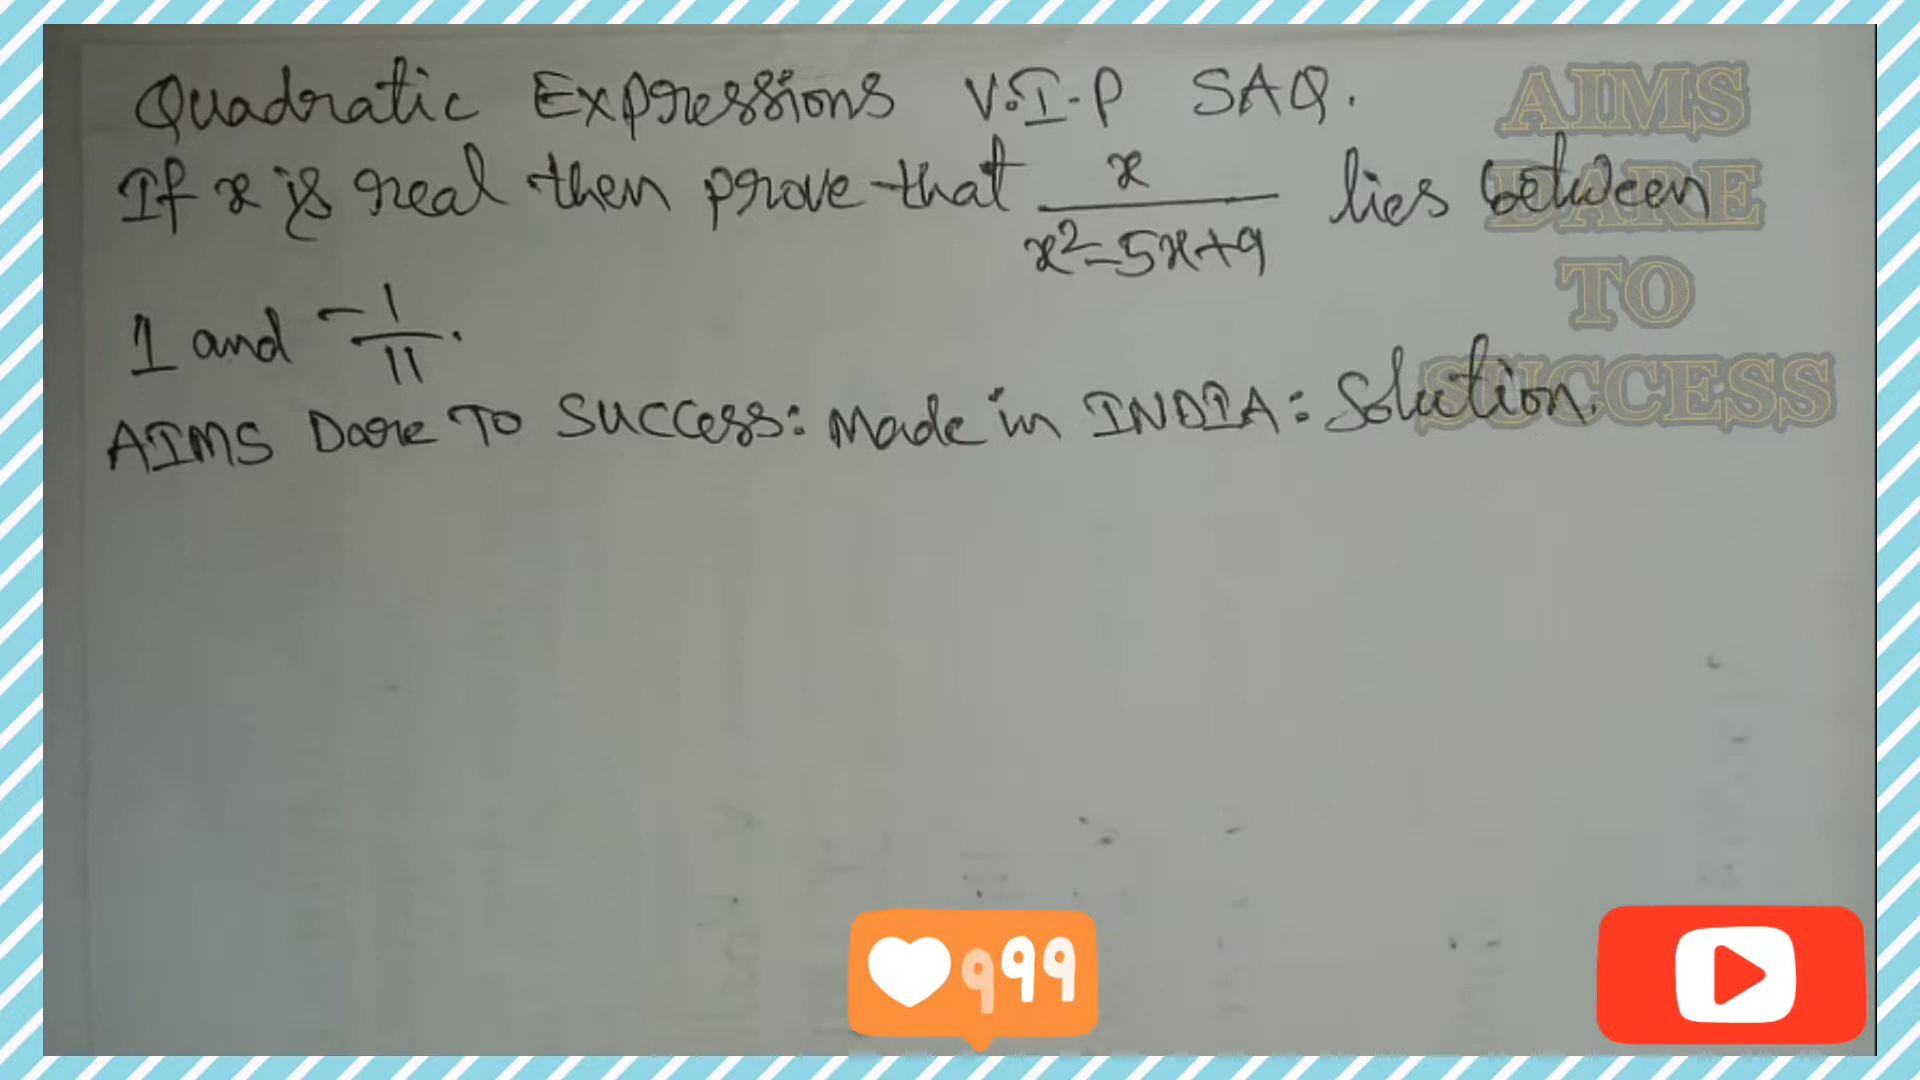 Quadratic Expressions V.I.P SAQ.
If x is real then prove that x/(x²-5x+9) lies between
1 and -1/11.
AIMS Dare To Success: Made in INDIA: Solution.
AIMS
DARE
TO
SUCCESS
999